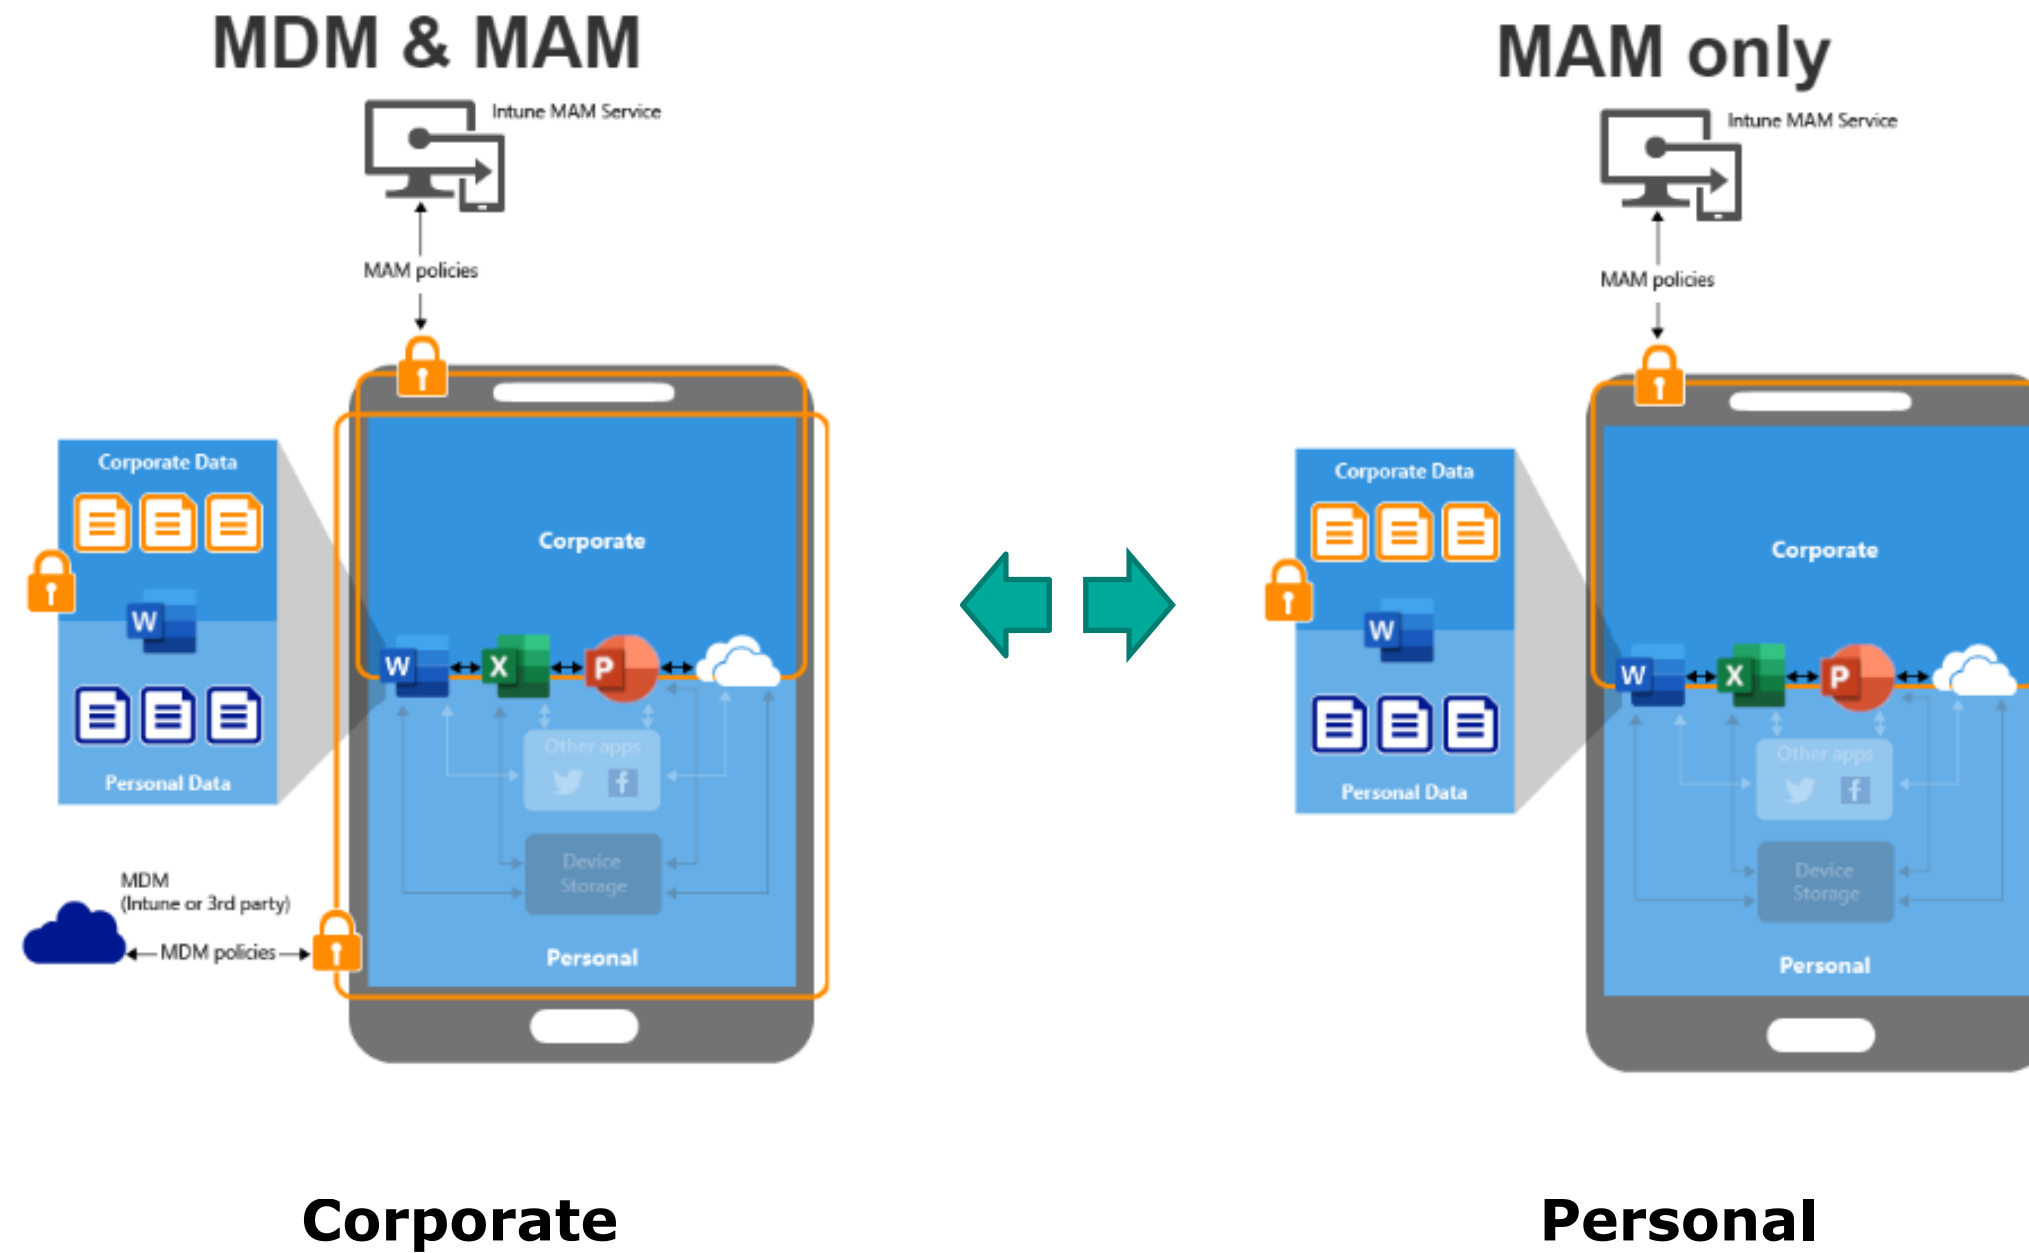 MDM & MAM
Intune MAM Service
MAM policies
Corporate Data
W
Personal Data
Corporate
W
X
P
Other apps
f
Device
Storage
Personal
MDM
(Intune or 3rd party)
MDM policies
Corporate
MAM only
Intune MAM Service
MAM policies
Corporate Data
W
Personal Data
Corporate
W
X
P
Other apps
f
Device
Storage
Personal
Personal